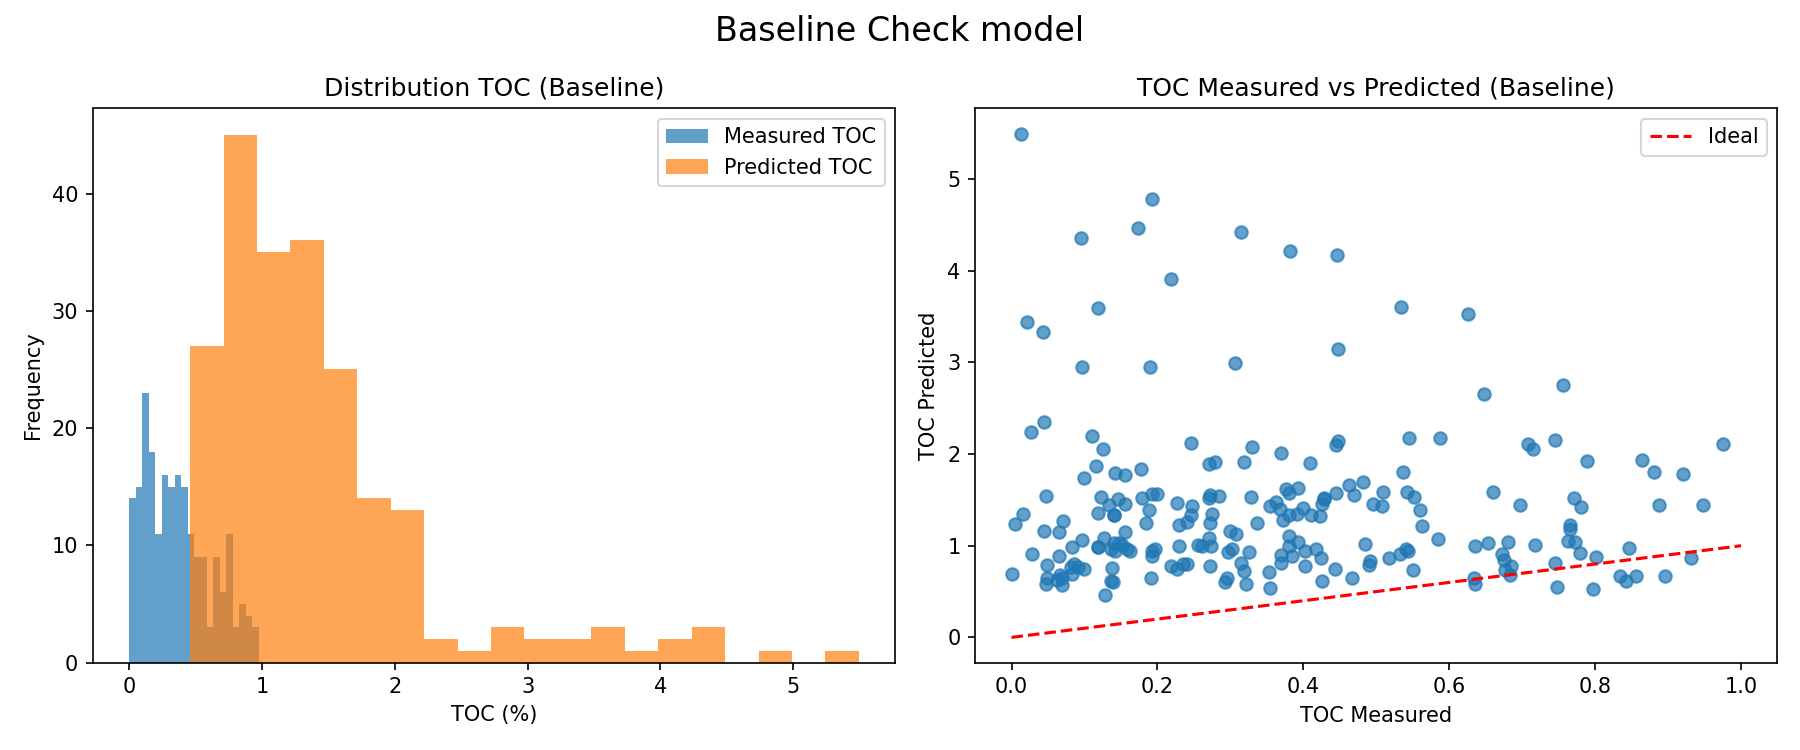 Baseline Check model
Distribution TOC (Baseline)
Measured TOC
Predicted TOC
Frequency
0
10
20
30
40
0 1 2 3 4 5
TOC (%)
TOC Measured vs Predicted (Baseline)
Ideal
TOC Predicted
5
4
3
2
1
0
0.0 0.2 0.4 0.6 0.8 1.0
TOC Measured